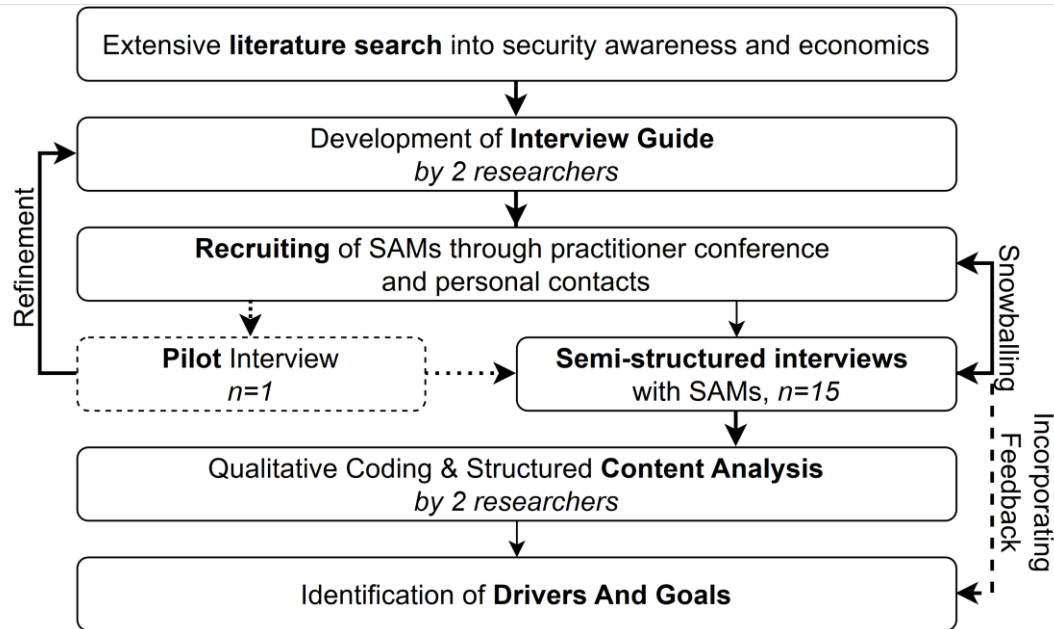 Extensive literature search into security awareness and economics
Development of Interview Guide
by 2 researchers
Refinement
Recruiting of SAMs through practitioner conference
and personal contacts
Snowballing
Pilot Interview
n=1
Semi-structured interviews
with SAMs, n=15
Incorporating
Feedback
Qualitative Coding & Structured Content Analysis
by 2 researchers
Identification of Drivers And Goals